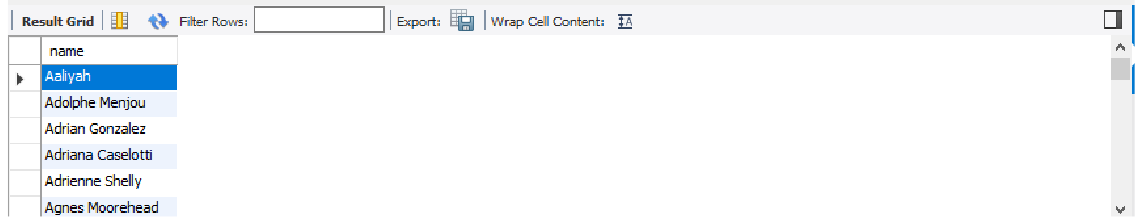 Result Grid Filter Rows: Export: Wrap Cell Content:
name
Aaliyah
Adolphe Menjou
Adrian Gonzalez
Adriana Caselotti
Adrienne Shelly
Agnes Moorehead